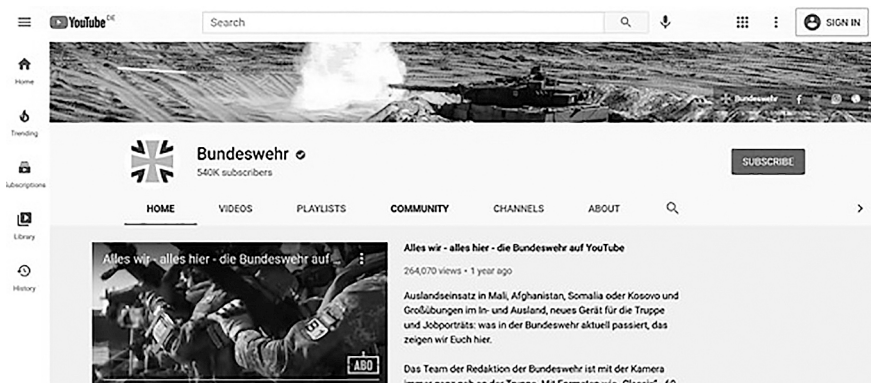 YouTube DE
Search
SIGN IN
Home
Bundeswehr
Trending
Bundeswehr
540K subscribers
SUBSCRIBE
HOME VIDEOS PLAYLISTS COMMUNITY CHANNELS ABOUT
Library
History
Alles wir - alles hier - die Bundeswehr auf ...
B1
ABO
Alles wir - alles hier - die Bundeswehr auf YouTube
264,070 views • 1 year ago
Auslandseinsatz in Mali, Afghanistan, Somalia oder Kosovo und
Großübungen im In- und Ausland, neues Gerät für die Truppe
und Jobporträts: was in der Bundeswehr aktuell passiert, das
zeigen wir Euch hier.
Das Team der Redaktion der Bundeswehr ist mit der Kamera